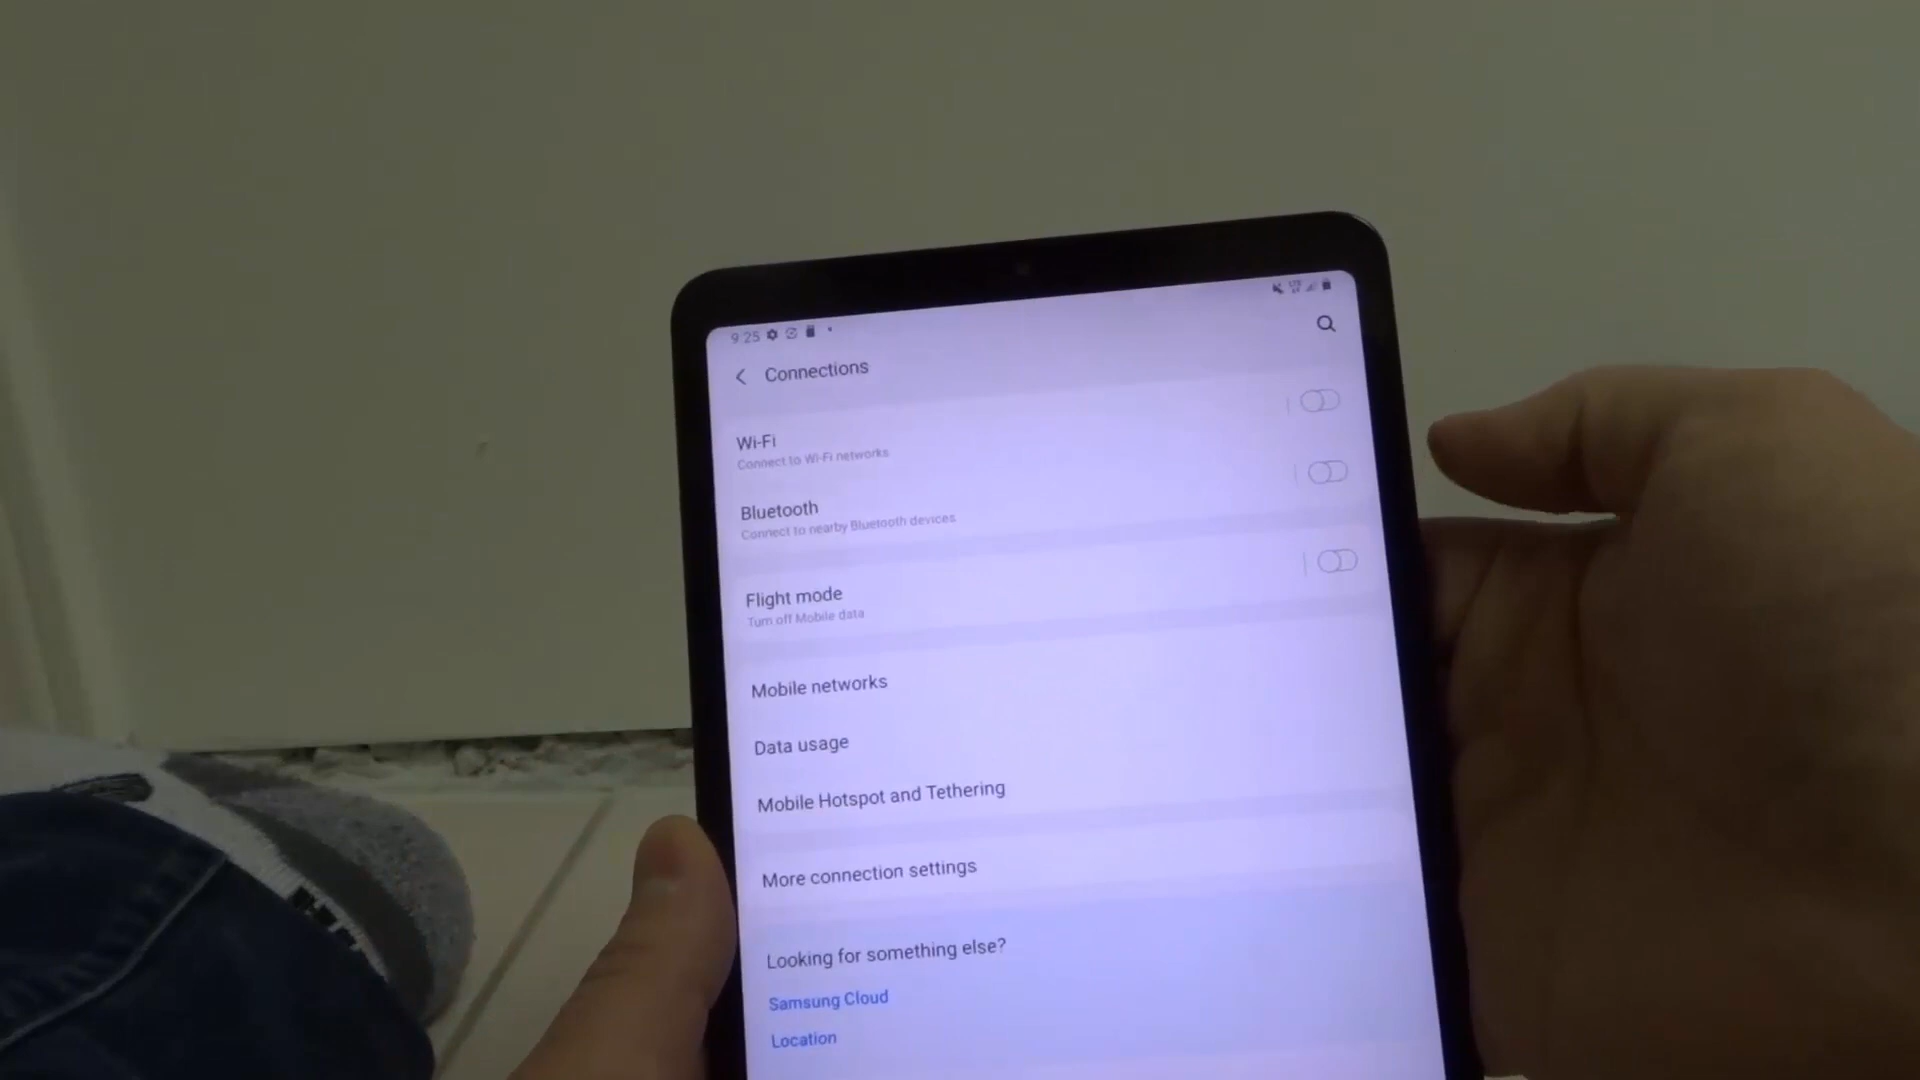 9:25
Connections
Wi-Fi
Connect to Wi-Fi networks
Bluetooth
Connect to nearby Bluetooth devices
Flight mode
Turn off Mobile data
Mobile networks
Data usage
Mobile Hotspot and Tethering
More connection settings
Looking for something else?
Samsung Cloud
Location